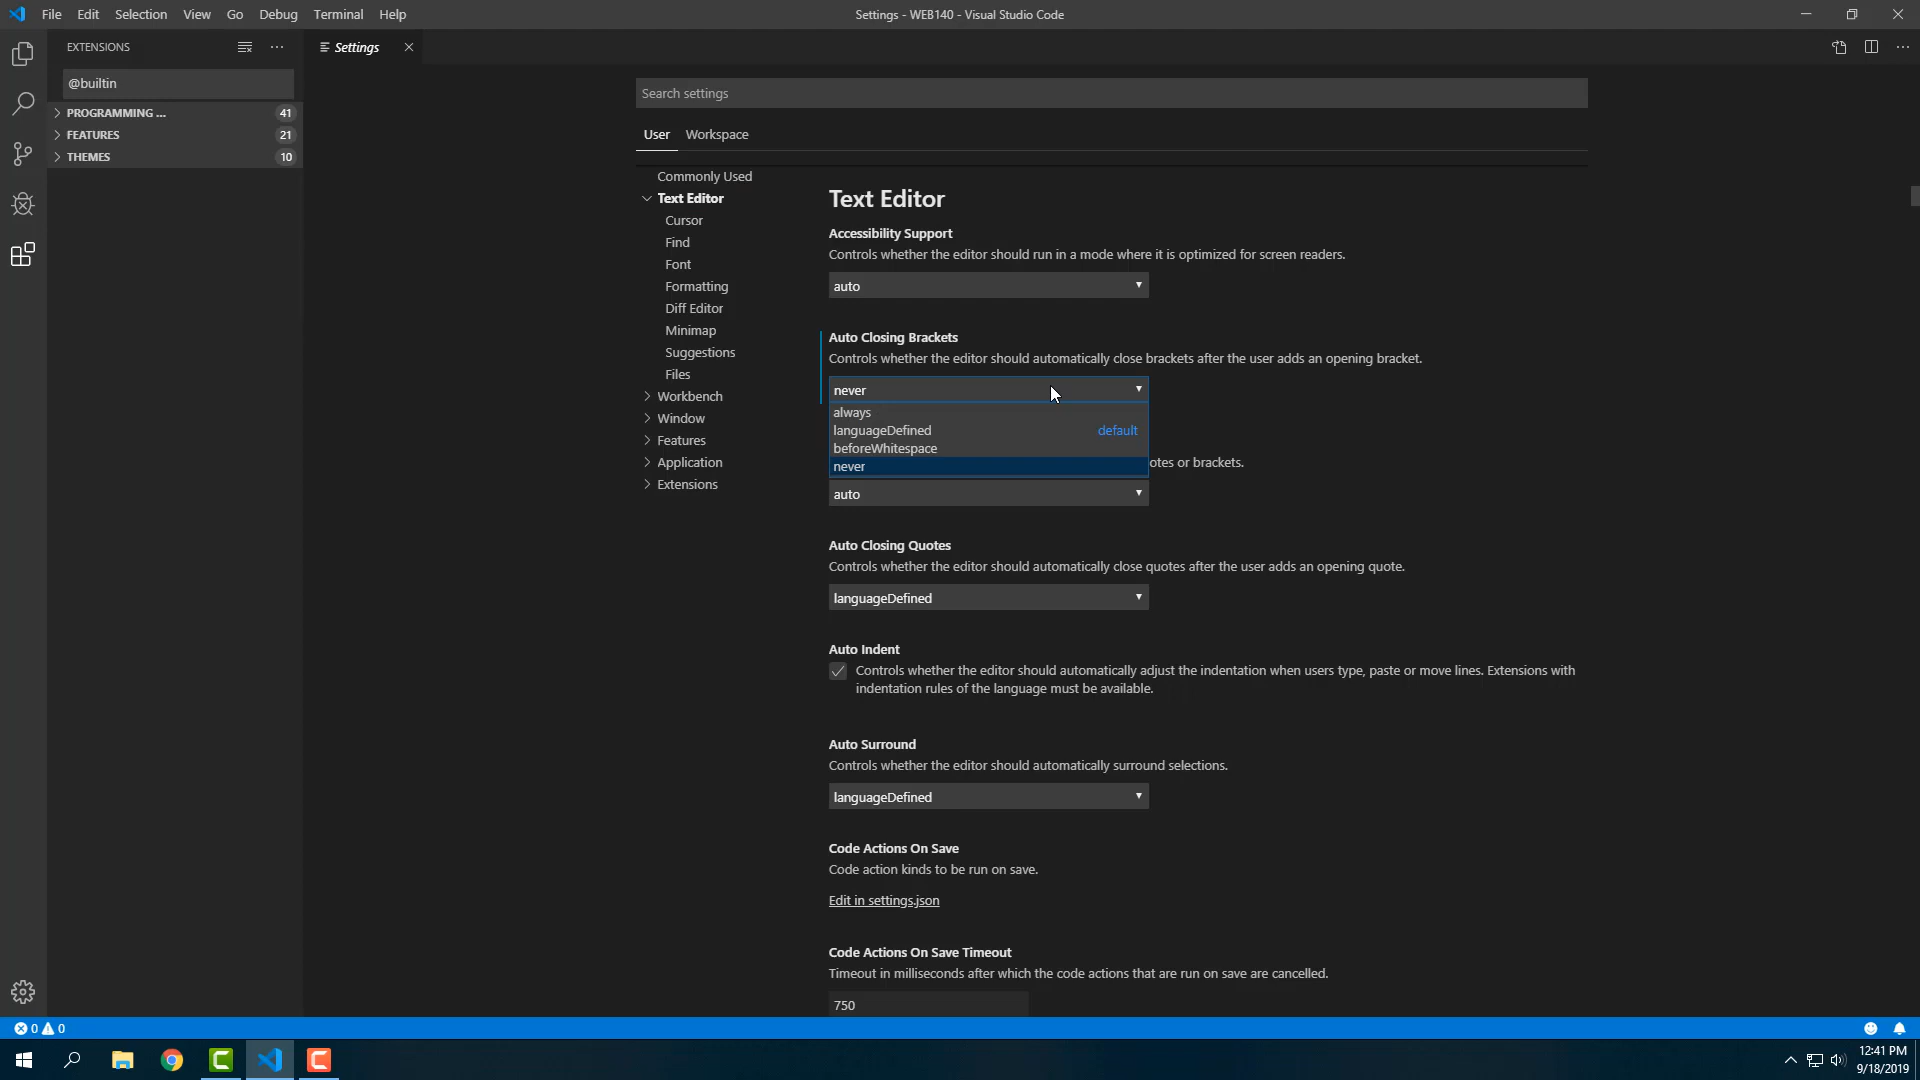 File Edit Selection View Go Debug Terminal Help
Settings - WEB140 - Visual Studio Code
EXTENSIONS
Settings
@builtin
PROGRAMMING ... 41
FEATURES 21
THEMES 10
Search settings
User Workspace
Commonly Used
Text Editor
Cursor
Find
Font
Formatting
Diff Editor
Minimap
Suggestions
Files
Workbench
Window
Features
Application
Extensions
Text Editor
Accessibility Support
Controls whether the editor should run in a mode where it is optimized for screen readers.
auto
Auto Closing Brackets
Controls whether the editor should automatically close brackets after the user adds an opening bracket.
never
always
languageDefined default
beforeWhitespace
never
otes or brackets.
auto
Auto Closing Quotes
Controls whether the editor should automatically close quotes after the user adds an opening quote.
languageDefined
Auto Indent
Controls whether the editor should automatically adjust the indentation when users type, paste or move lines. Extensions with
indentation rules of the language must be available.
Auto Surround
Controls whether the editor should automatically surround selections.
languageDefined
Code Actions On Save
Code action kinds to be run on save.
Edit in settings.json
Code Actions On Save Timeout
Timeout in milliseconds after which the code actions that are run on save are cancelled.
750
0 0
12:41 PM
9/18/2019